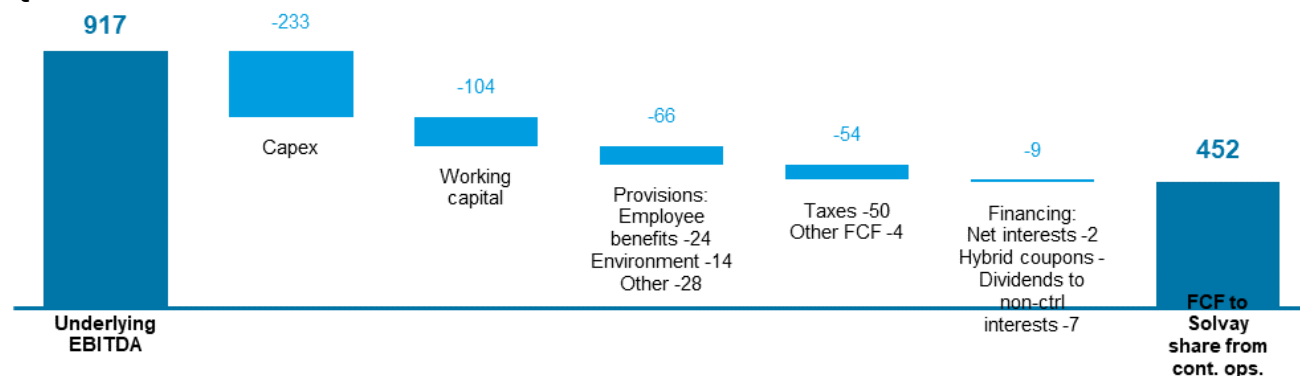 917
Underlying
EBITDA
-233
Capex
-104
Working
capital
-66
Provisions:
Employee
benefits -24
Environment -14
Other -28
-54
Taxes -50
Other FCF -4
-9
Financing:
Net interests -2
Hybrid coupons -
Dividends to
non-ctrl
interests -7
452
FCF to
Solvay
share from
cont. ops.